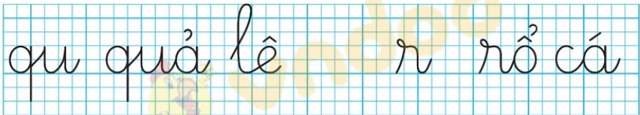 qu quả lê r rổ cá